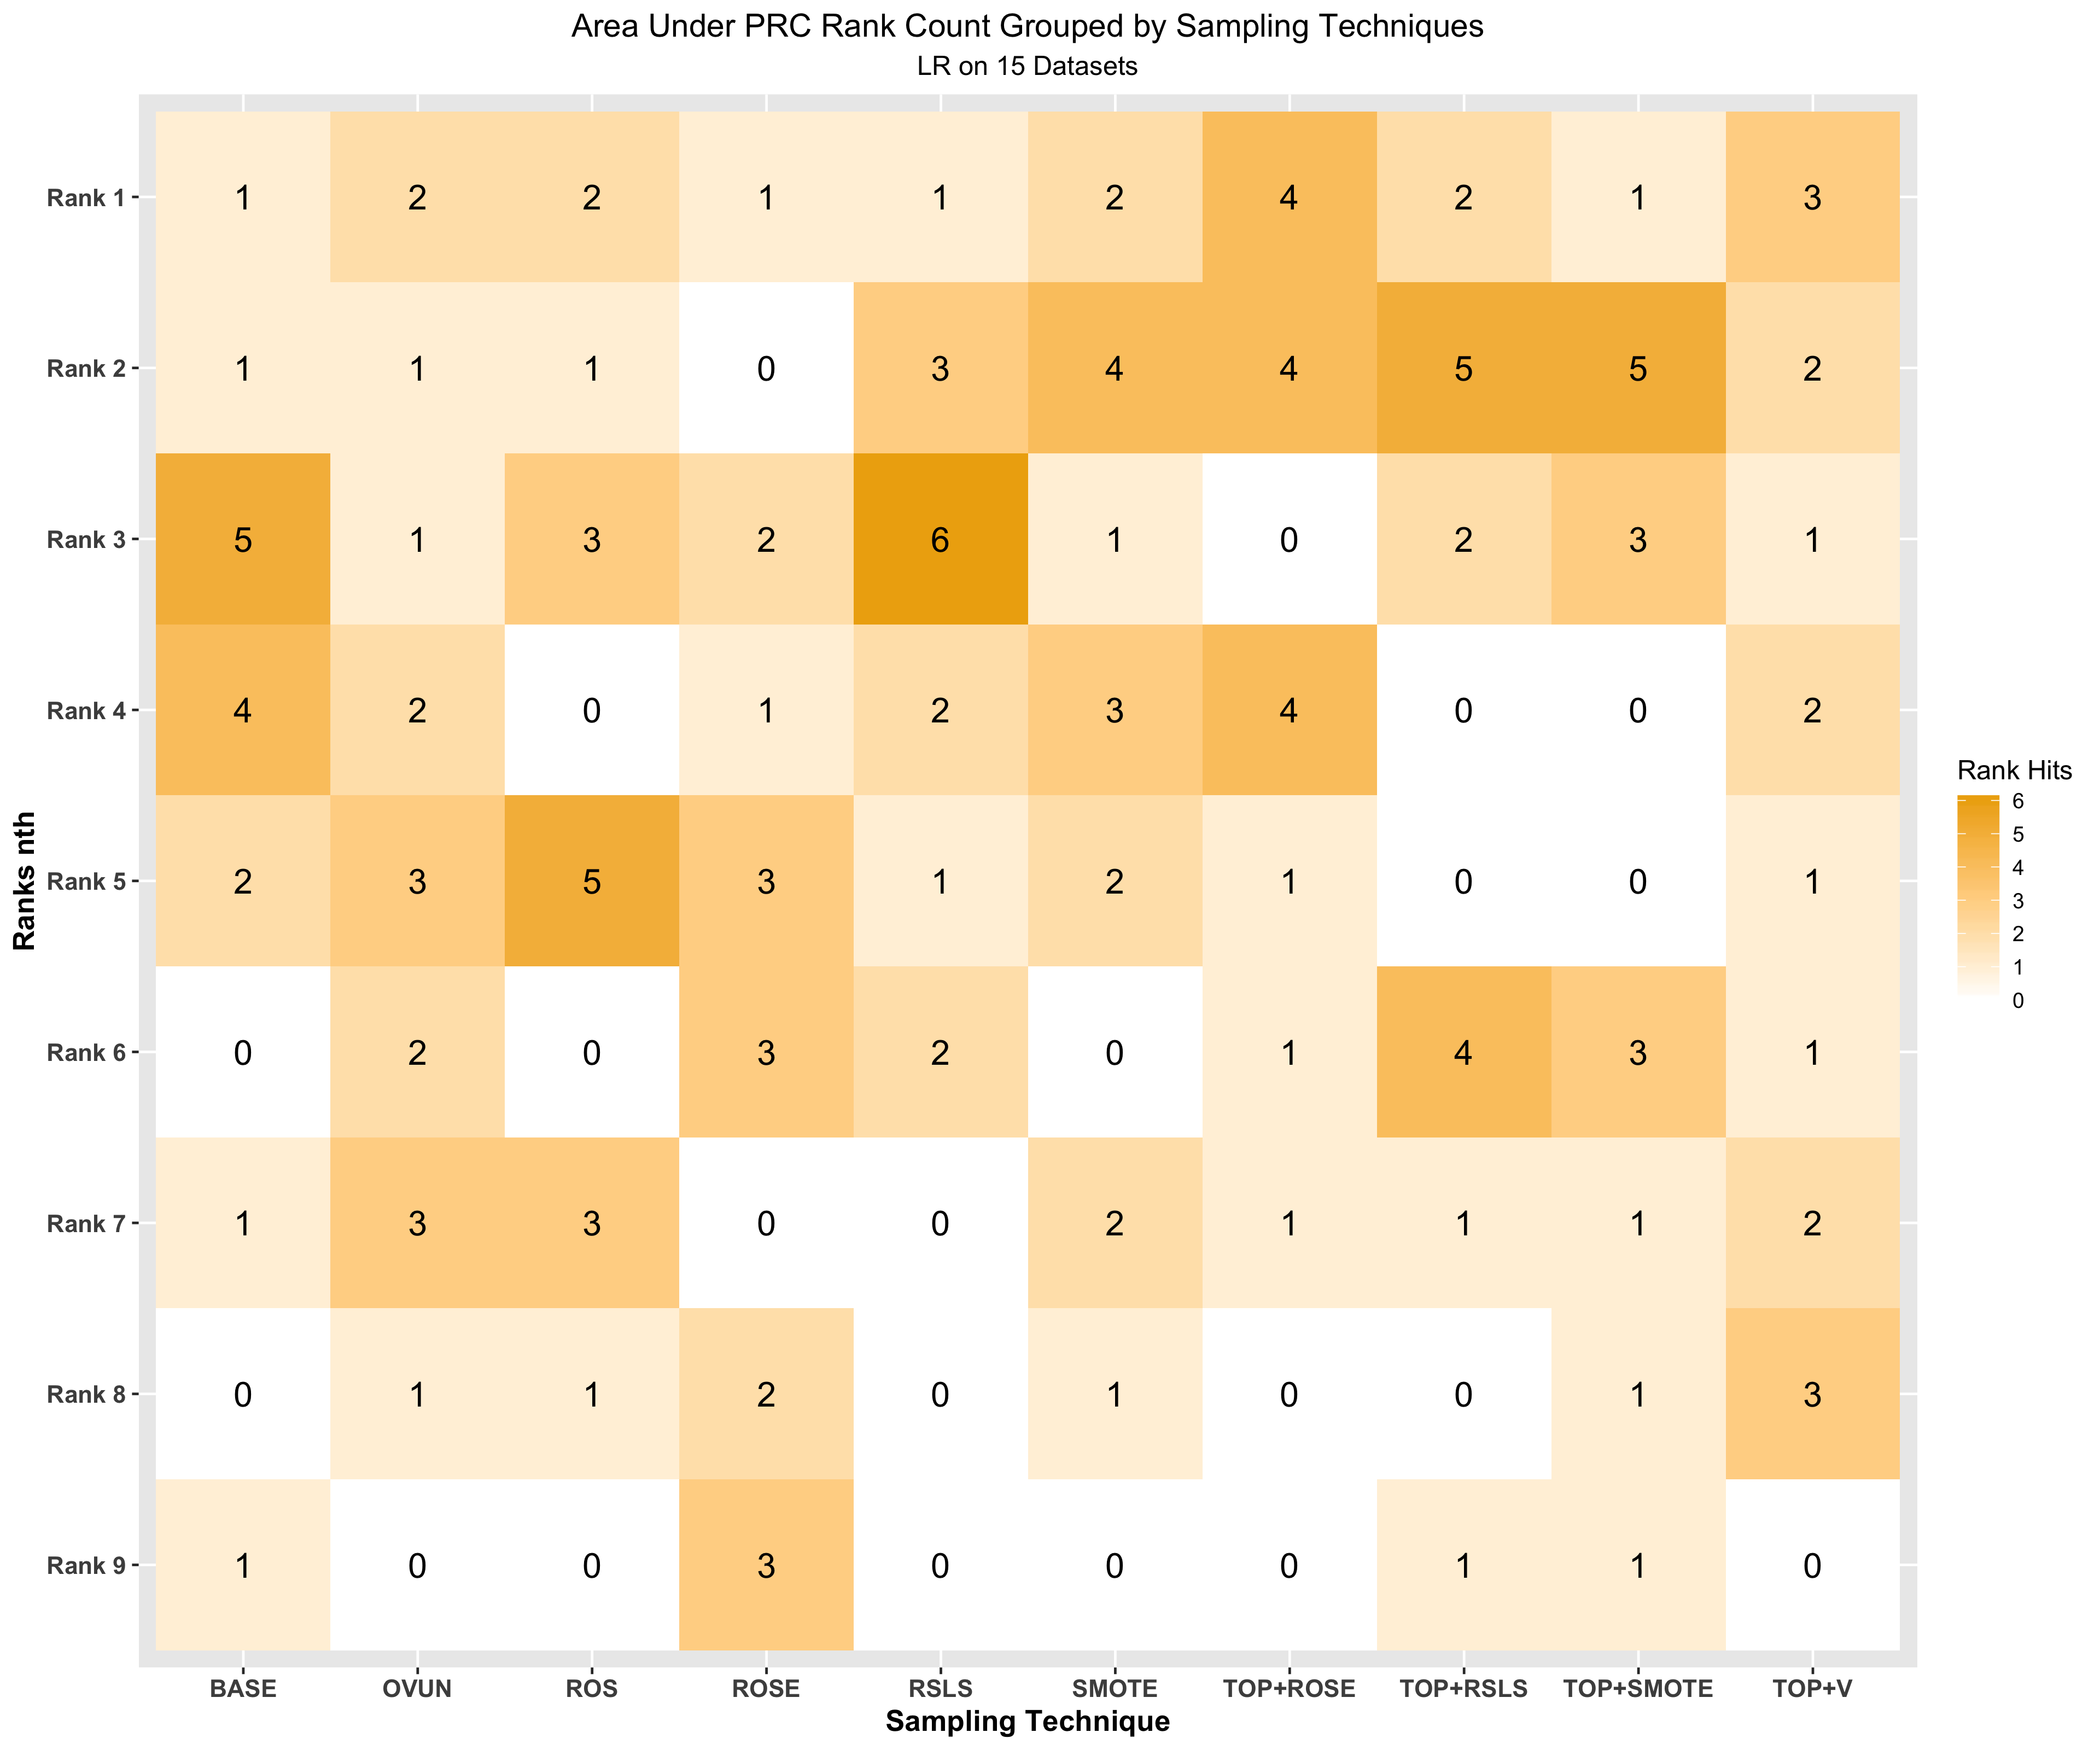 Area Under PRC Rank Count Grouped by Sampling Techniques
LR on 15 Datasets
Rank 1 1 2 2 1 1 2 4 2 1 3
Rank 2 1 1 1 0 3 4 4 5 5 2
Rank 3 5 1 3 2 6 1 0 2 3 1
Rank 4 4 2 0 1 2 3 4 0 0 2
Rank 5 2 3 5 3 1 2 1 0 0 1
Rank 6 0 2 0 3 2 0 1 4 3 1
Rank 7 1 3 3 0 0 2 1 1 1 2
Rank 8 0 1 1 2 0 1 0 0 1 3
Rank 9 1 0 0 3 0 0 0 1 1 0
BASE OVUN ROS ROSE RSLS SMOTE TOP+ROSE TOP+RSLS TOP+SMOTE TOP+V
Sampling Technique
Ranks nth
Rank Hits
6
5
4
3
2
1
0